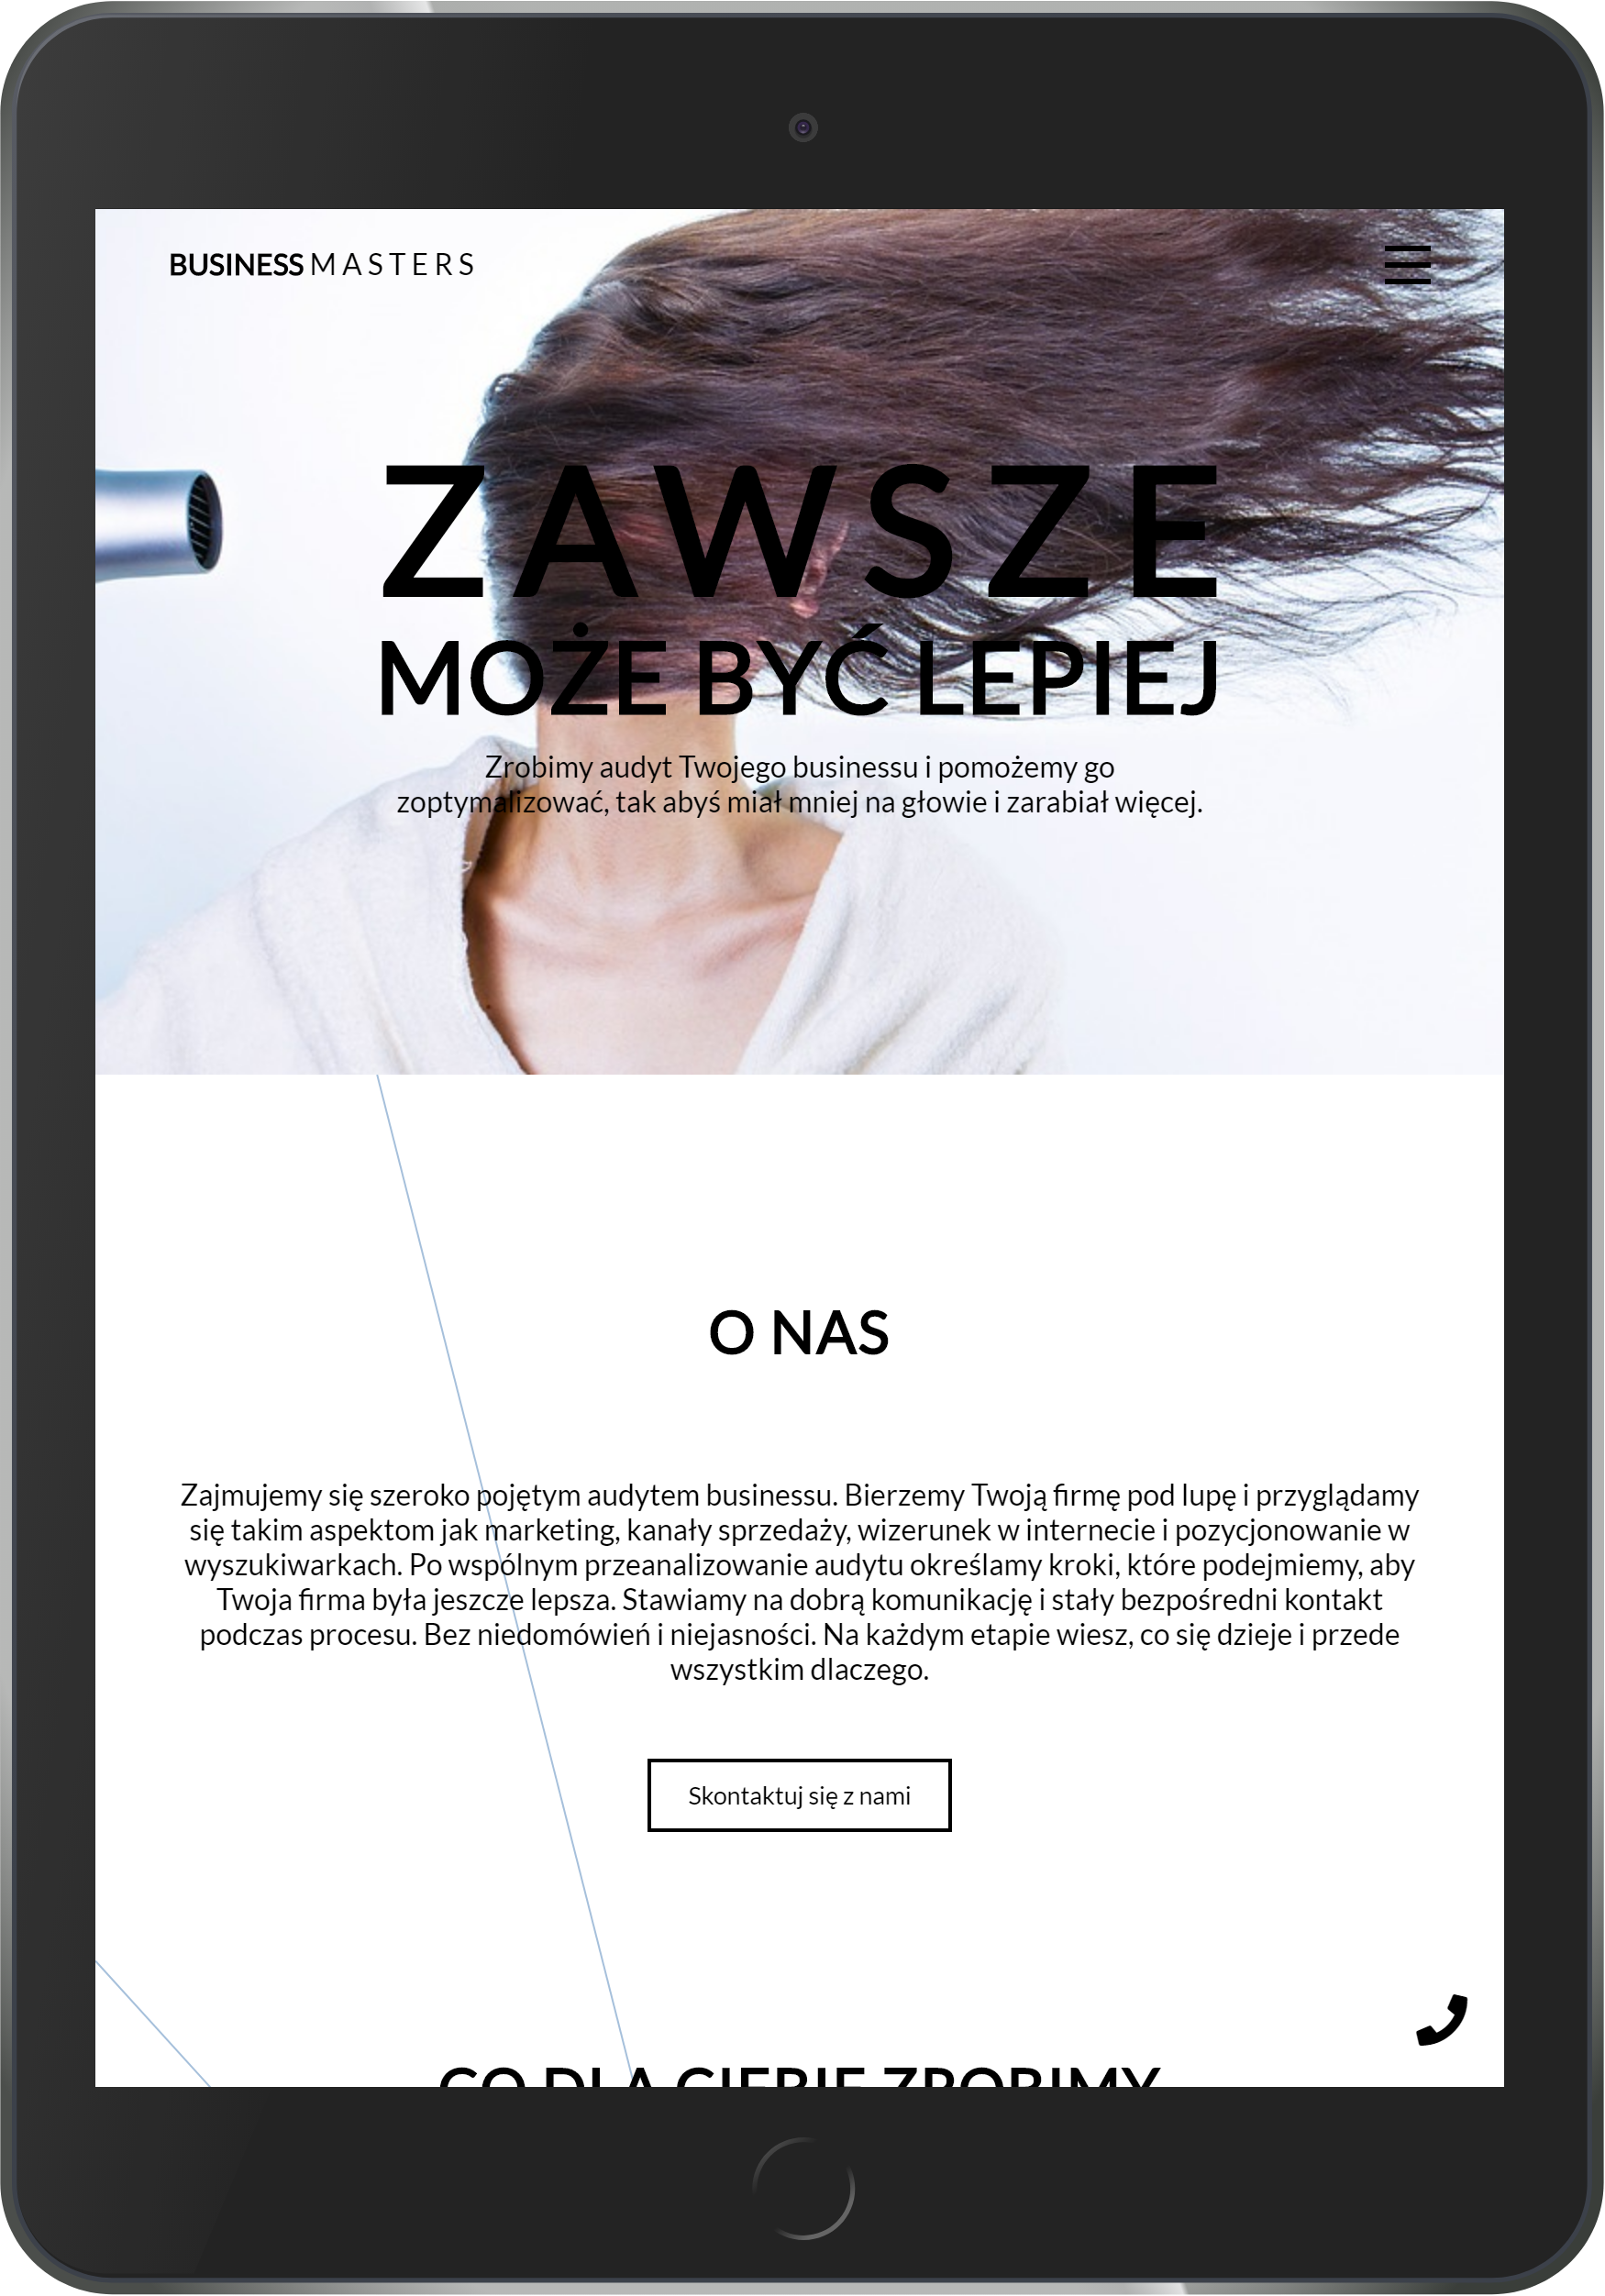 BUSINESS MASTERS
ZAWSZE
MOŻE BYĆ LEPIEJ
Zrobimy audyt Twojego businessu i pomożemy go
zoptymalizować, tak abyś miał mniej na głowie i zarabiał więcej.
O NAS
Zajmujemy się szeroko pojętym audytem businessu. Bierzemy Twoją firmę pod lupę i przyglądamy
się takim aspektom jak marketing, kanały sprzedaży, wizerunek w internecie i pozycjonowanie w
wyszukiwarkach. Po wspólnym przeanalizowanie audytu określamy kroki, które podejmiemy, aby
Twoja firma była jeszcze lepsza. Stawiamy na dobrą komunikację i stały bezpośredni kontakt
podczas procesu. Bez niedomówień i niejasności. Na każdym etapie wiesz, co się dzieje i przede
wszystkim dlaczego.
Skontaktuj się z nami
CO DLA CIEBIE ZROBIMY